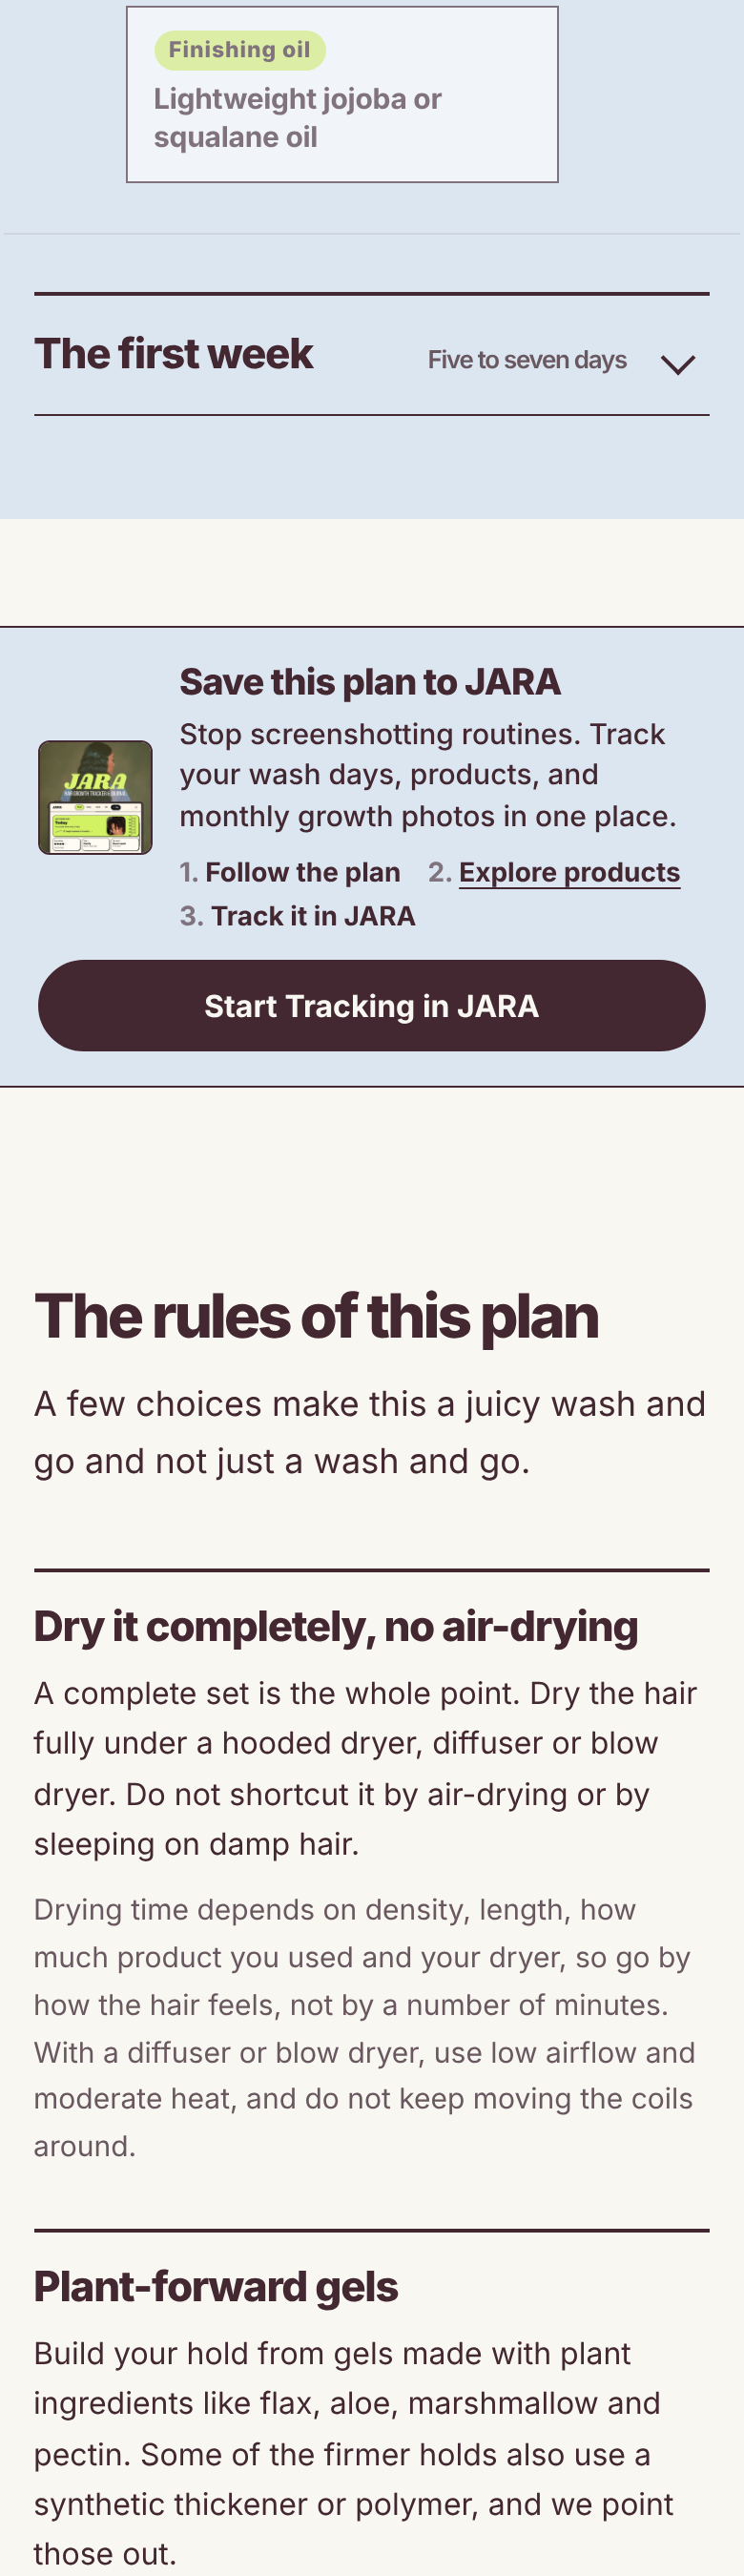 Finishing oil
Lightweight jojoba or
squalane oil
The first week
Five to seven days
Save this plan to JARA
Stop screenshotting routines. Track
your wash days, products, and
monthly growth photos in one place.
JARA
1. Follow the plan 2. Explore products
3. Track it in JARA
Start Tracking in JARA
The rules of this plan
A few choices make this a juicy wash and
go and not just a wash and go.
Dry it completely, no air-drying
A complete set is the whole point. Dry the hair
fully under a hooded dryer, diffuser or blow
dryer. Do not shortcut it by air-drying or by
sleeping on damp hair.
Drying time depends on density, length, how
much product you used and your dryer, so go by
how the hair feels, not by a number of minutes.
With a diffuser or blow dryer, use low airflow and
moderate heat, and do not keep moving the coils
around.
Plant-forward gels
Build your hold from gels made with plant
ingredients like flax, aloe, marshmallow and
pectin. Some of the firmer holds also use a
synthetic thickener or polymer, and we point
those out.